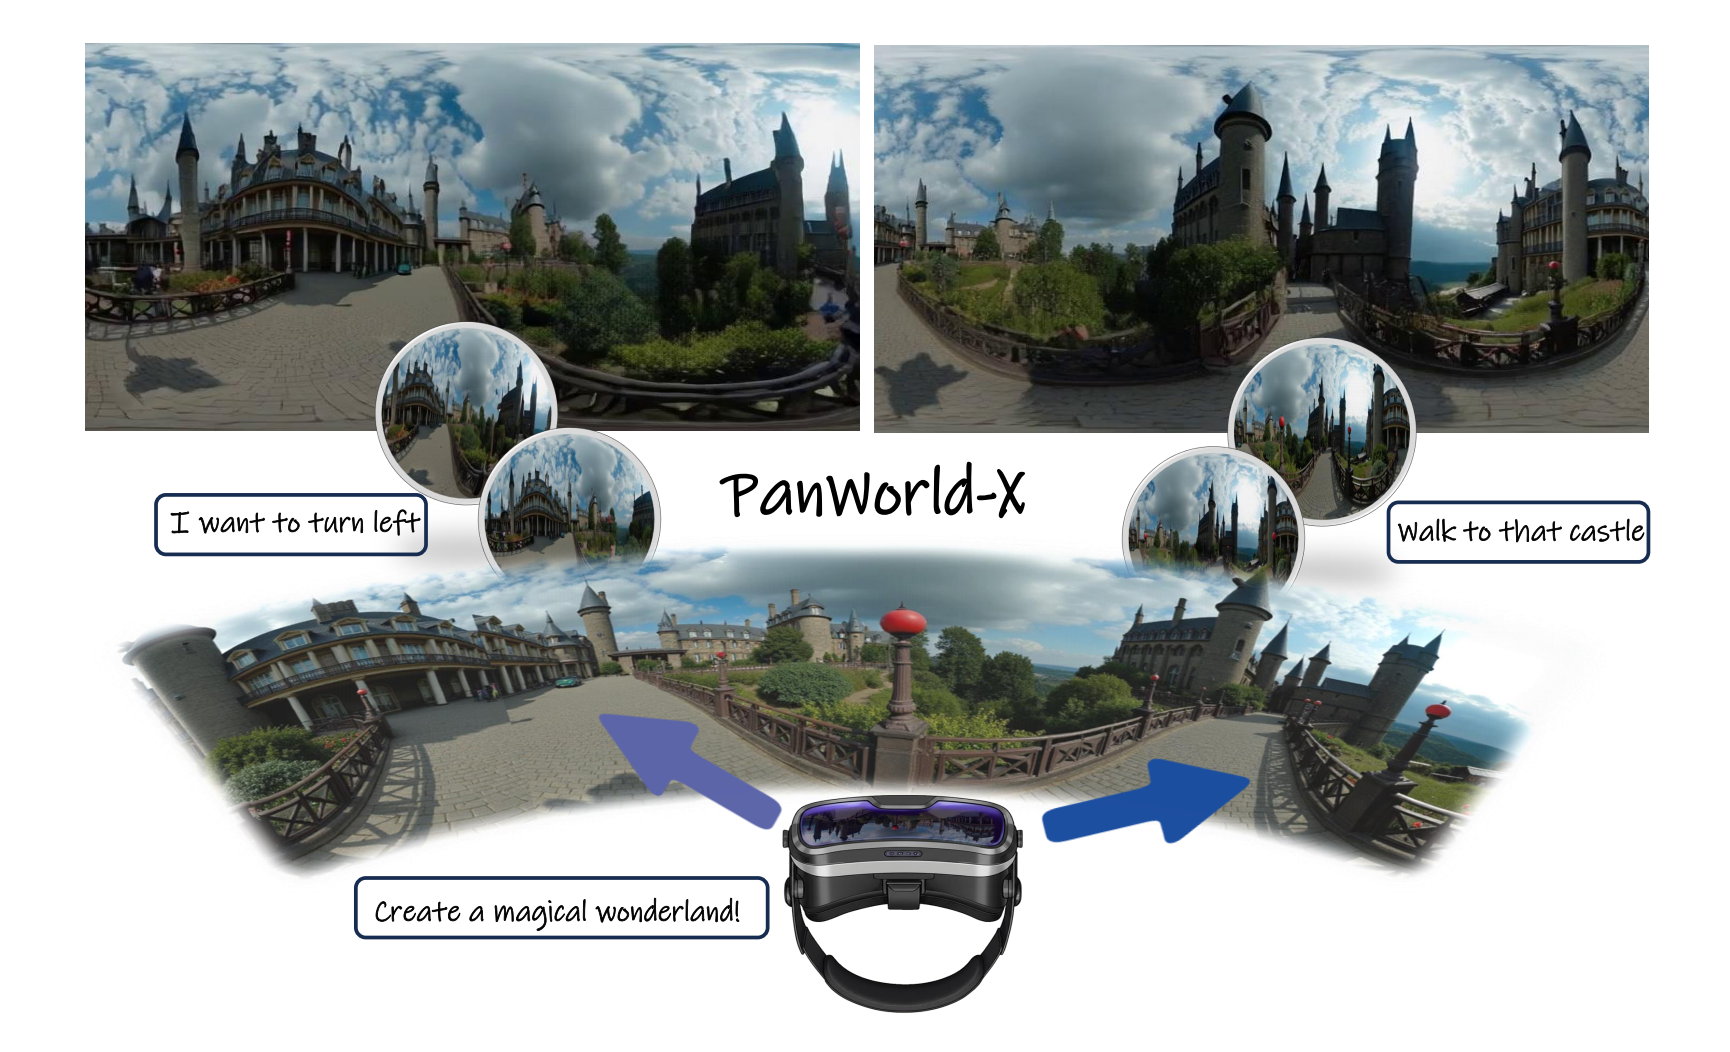 PanWorld-X
I want to turn left
Walk to that castle
Create a magical wonderland!